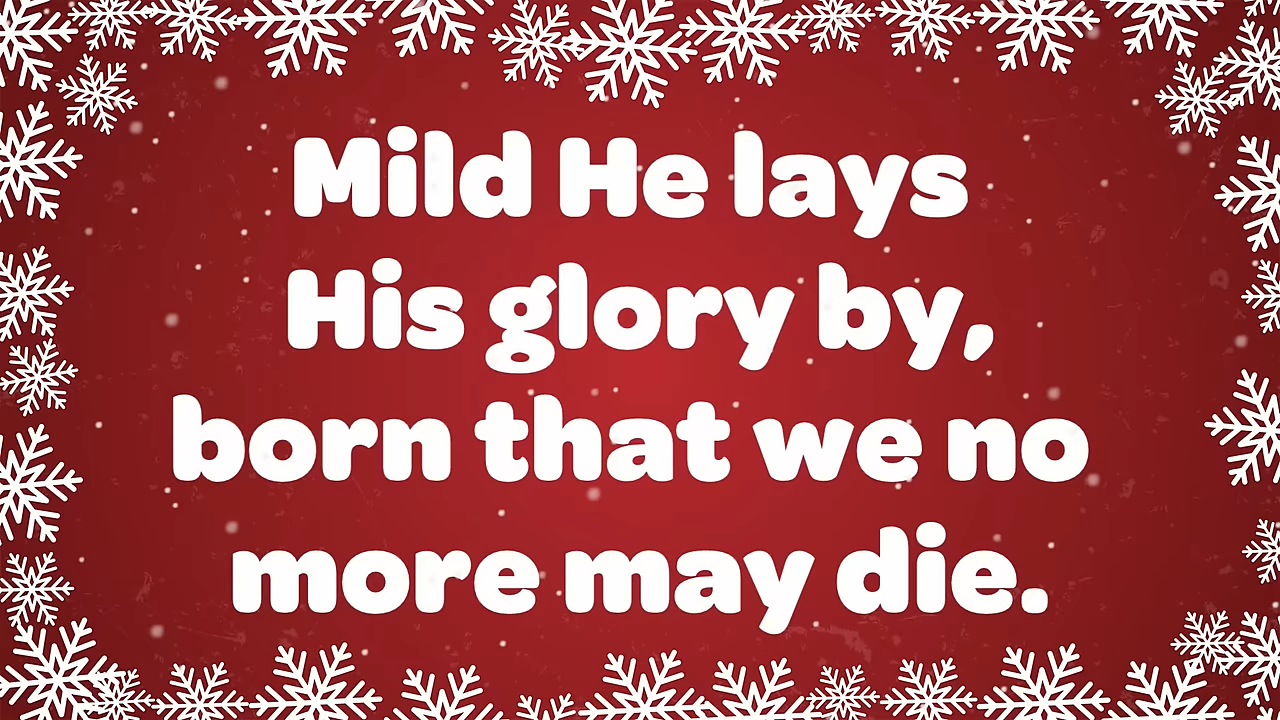 Mild He lays
His glory by,
born that we no
more may die.